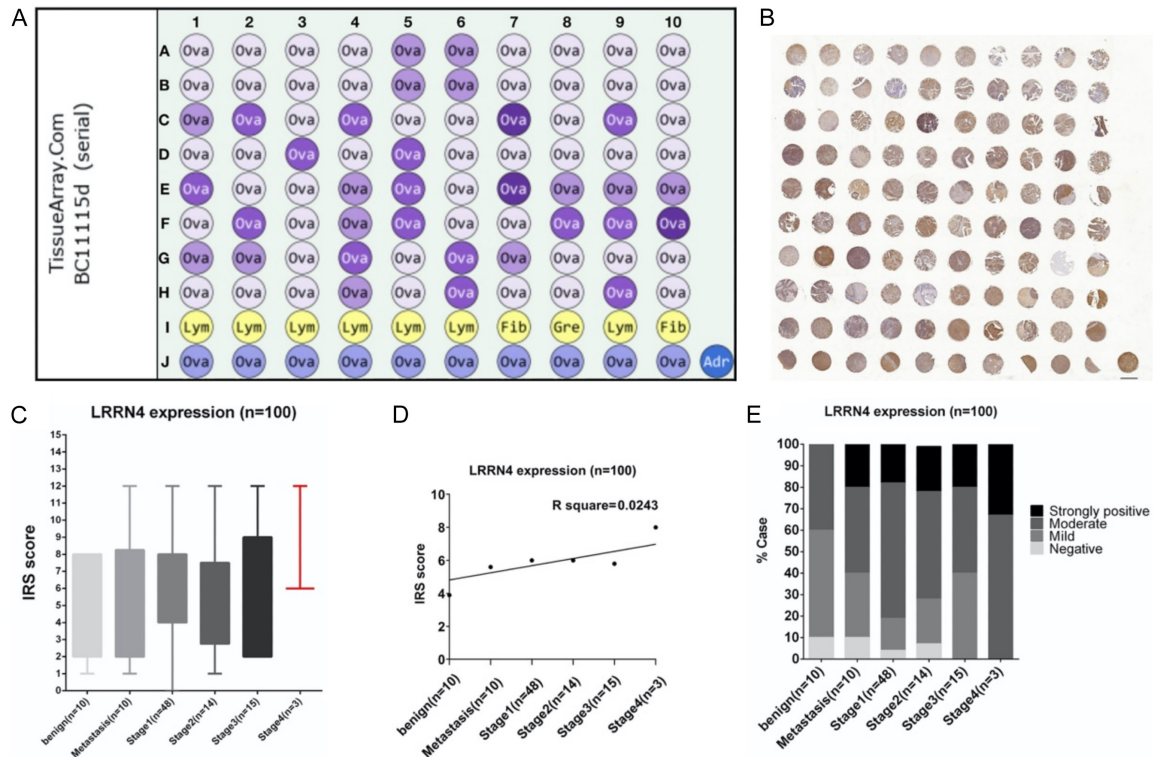 A
1 2 3 4 5 6 7 8 9 10
TissueArray.Com
BC11115d (serial)
A Ova Ova Ova Ova Ova Ova Ova Ova Ova Ova
B Ova Ova Ova Ova Ova Ova Ova Ova Ova Ova
C Ova Ova Ova Ova Ova Ova Ova Ova Ova Ova
D Ova Ova Ova Ova Ova Ova Ova Ova Ova Ova
E Ova Ova Ova Ova Ova Ova Ova Ova Ova Ova
F Ova Ova Ova Ova Ova Ova Ova Ova Ova Ova
G Ova Ova Ova Ova Ova Ova Ova Ova Ova Ova
H Ova Ova Ova Ova Ova Ova Ova Ova Ova Ova
I Lym Lym Lym Lym Lym Lym Fib Gre Lym Fib
J Ova Ova Ova Ova Ova Ova Ova Ova Ova Ova Adr
B
C
LRRN4 expression (n=100)
IRS score
15
14
13
12
11
10
9
8
7
6
5
4
3
2
1
0
benign(n=10) Metastasis(n=10) Stage1(n=48) Stage2(n=14) Stage3(n=15) Stage4(n=3)
D
LRRN4 expression (n=100)
R square=0.0243
IRS score
10
8
6
4
2
0
benign(n=10) Metastasis(n=10) Stage1(n=48) Stage2(n=14) Stage3(n=15) Stage4(n=3)
E
LRRN4 expression (n=100)
% Case
100
90
80
70
60
50
40
30
20
10
0
benign(n=10) Metastasis(n=10) Stage1(n=48) Stage2(n=14) Stage3(n=15) Stage4(n=3)
Strongly positive
Moderate
Mild
Negative